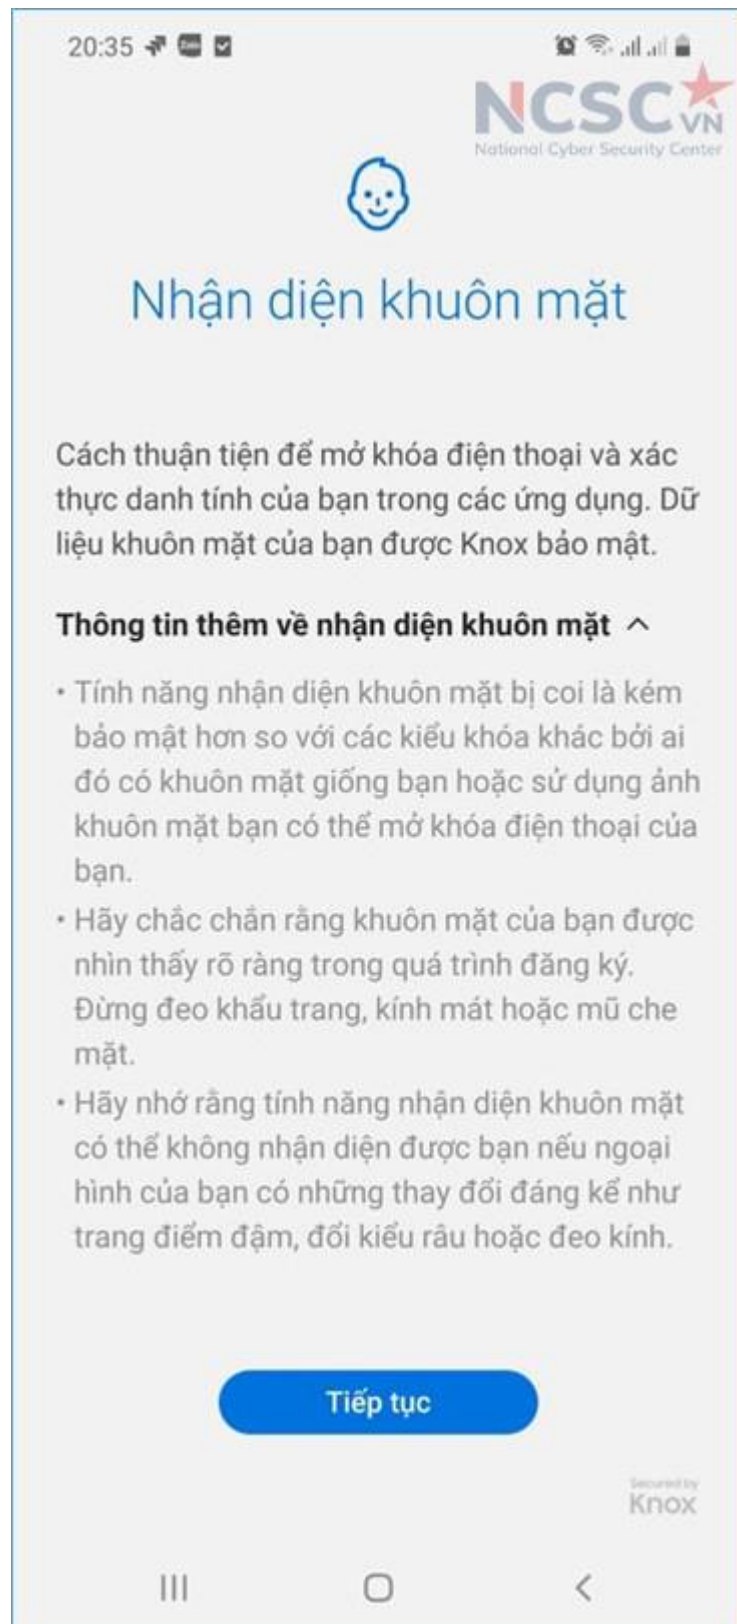 20:35
NCSC VN
National Cyber Security Center
Nhận diện khuôn mặt
Cách thuận tiện để mở khóa điện thoại và xác
thực danh tính của bạn trong các ứng dụng. Dữ
liệu khuôn mặt của bạn được Knox bảo mật.
Thông tin thêm về nhận diện khuôn mặt
• Tính năng nhận diện khuôn mặt bị coi là kém
bảo mật hơn so với các kiểu khóa khác bởi ai
đó có khuôn mặt giống bạn hoặc sử dụng ảnh
khuôn mặt bạn có thể mở khóa điện thoại của
bạn.
• Hãy chắc chắn rằng khuôn mặt của bạn được
nhìn thấy rõ ràng trong quá trình đăng ký.
Đừng đeo khẩu trang, kính mát hoặc mũ che
mặt.
• Hãy nhớ rằng tính năng nhận diện khuôn mặt
có thể không nhận diện được bạn nếu ngoại
hình của bạn có những thay đổi đáng kể như
trang điểm đậm, đổi kiểu râu hoặc đeo kính.
Tiếp tục
Secured by
Knox